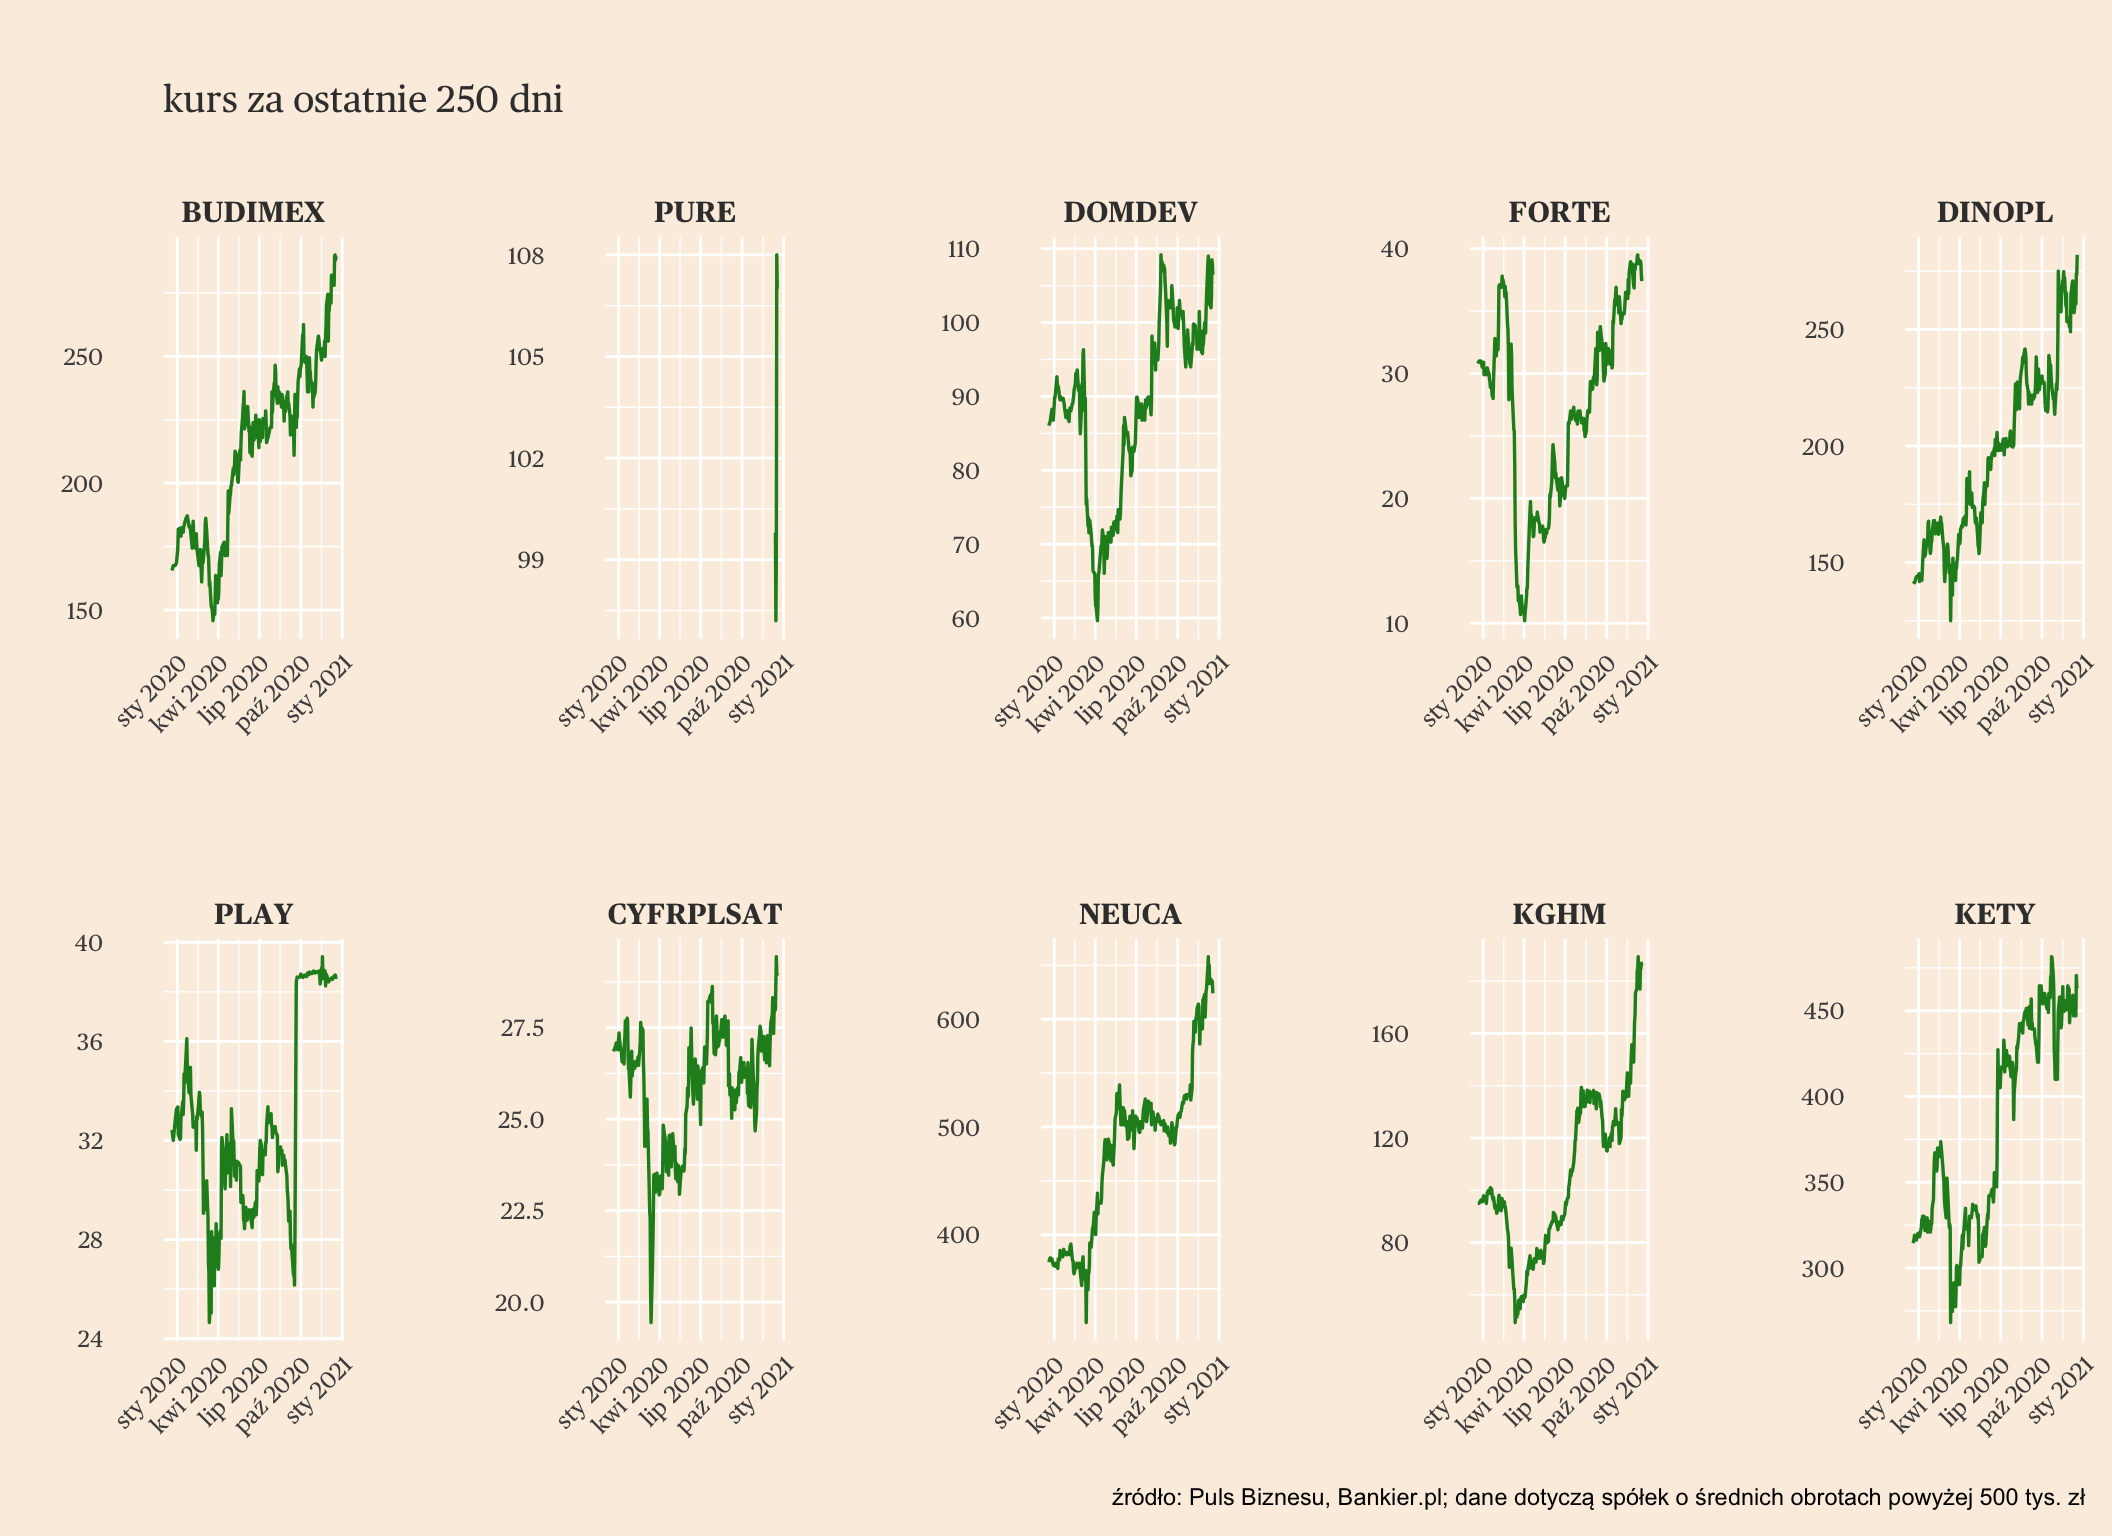 kurs za ostatnie 250 dni
BUDIMEX
PURE
DOMDEV
FORTE
DINOPL
250
200
150
108
105
102
99
110
100
90
80
70
60
40
30
20
10
250
200
150
sty 2020
kwi 2020
lip 2020
paź 2020
sty 2021
sty 2020
kwi 2020
lip 2020
paź 2020
sty 2021
sty 2020
kwi 2020
lip 2020
paź 2020
sty 2021
sty 2020
kwi 2020
lip 2020
paź 2020
sty 2021
sty 2020
kwi 2020
lip 2020
paź 2020
sty 2021
PLAY
CYFRPLSAT
NEUCA
KGHM
KETY
40
36
32
28
24
27.5
25.0
22.5
20.0
600
500
400
160
120
80
450
400
350
300
sty 2020
kwi 2020
lip 2020
paź 2020
sty 2021
sty 2020
kwi 2020
lip 2020
paź 2020
sty 2021
sty 2020
kwi 2020
lip 2020
paź 2020
sty 2021
sty 2020
kwi 2020
lip 2020
paź 2020
sty 2021
sty 2020
kwi 2020
lip 2020
paź 2020
sty 2021
źródło: Puls Biznesu, Bankier.pl; dane dotyczą spółek o średnich obrotach powyżej 500 tys. zł